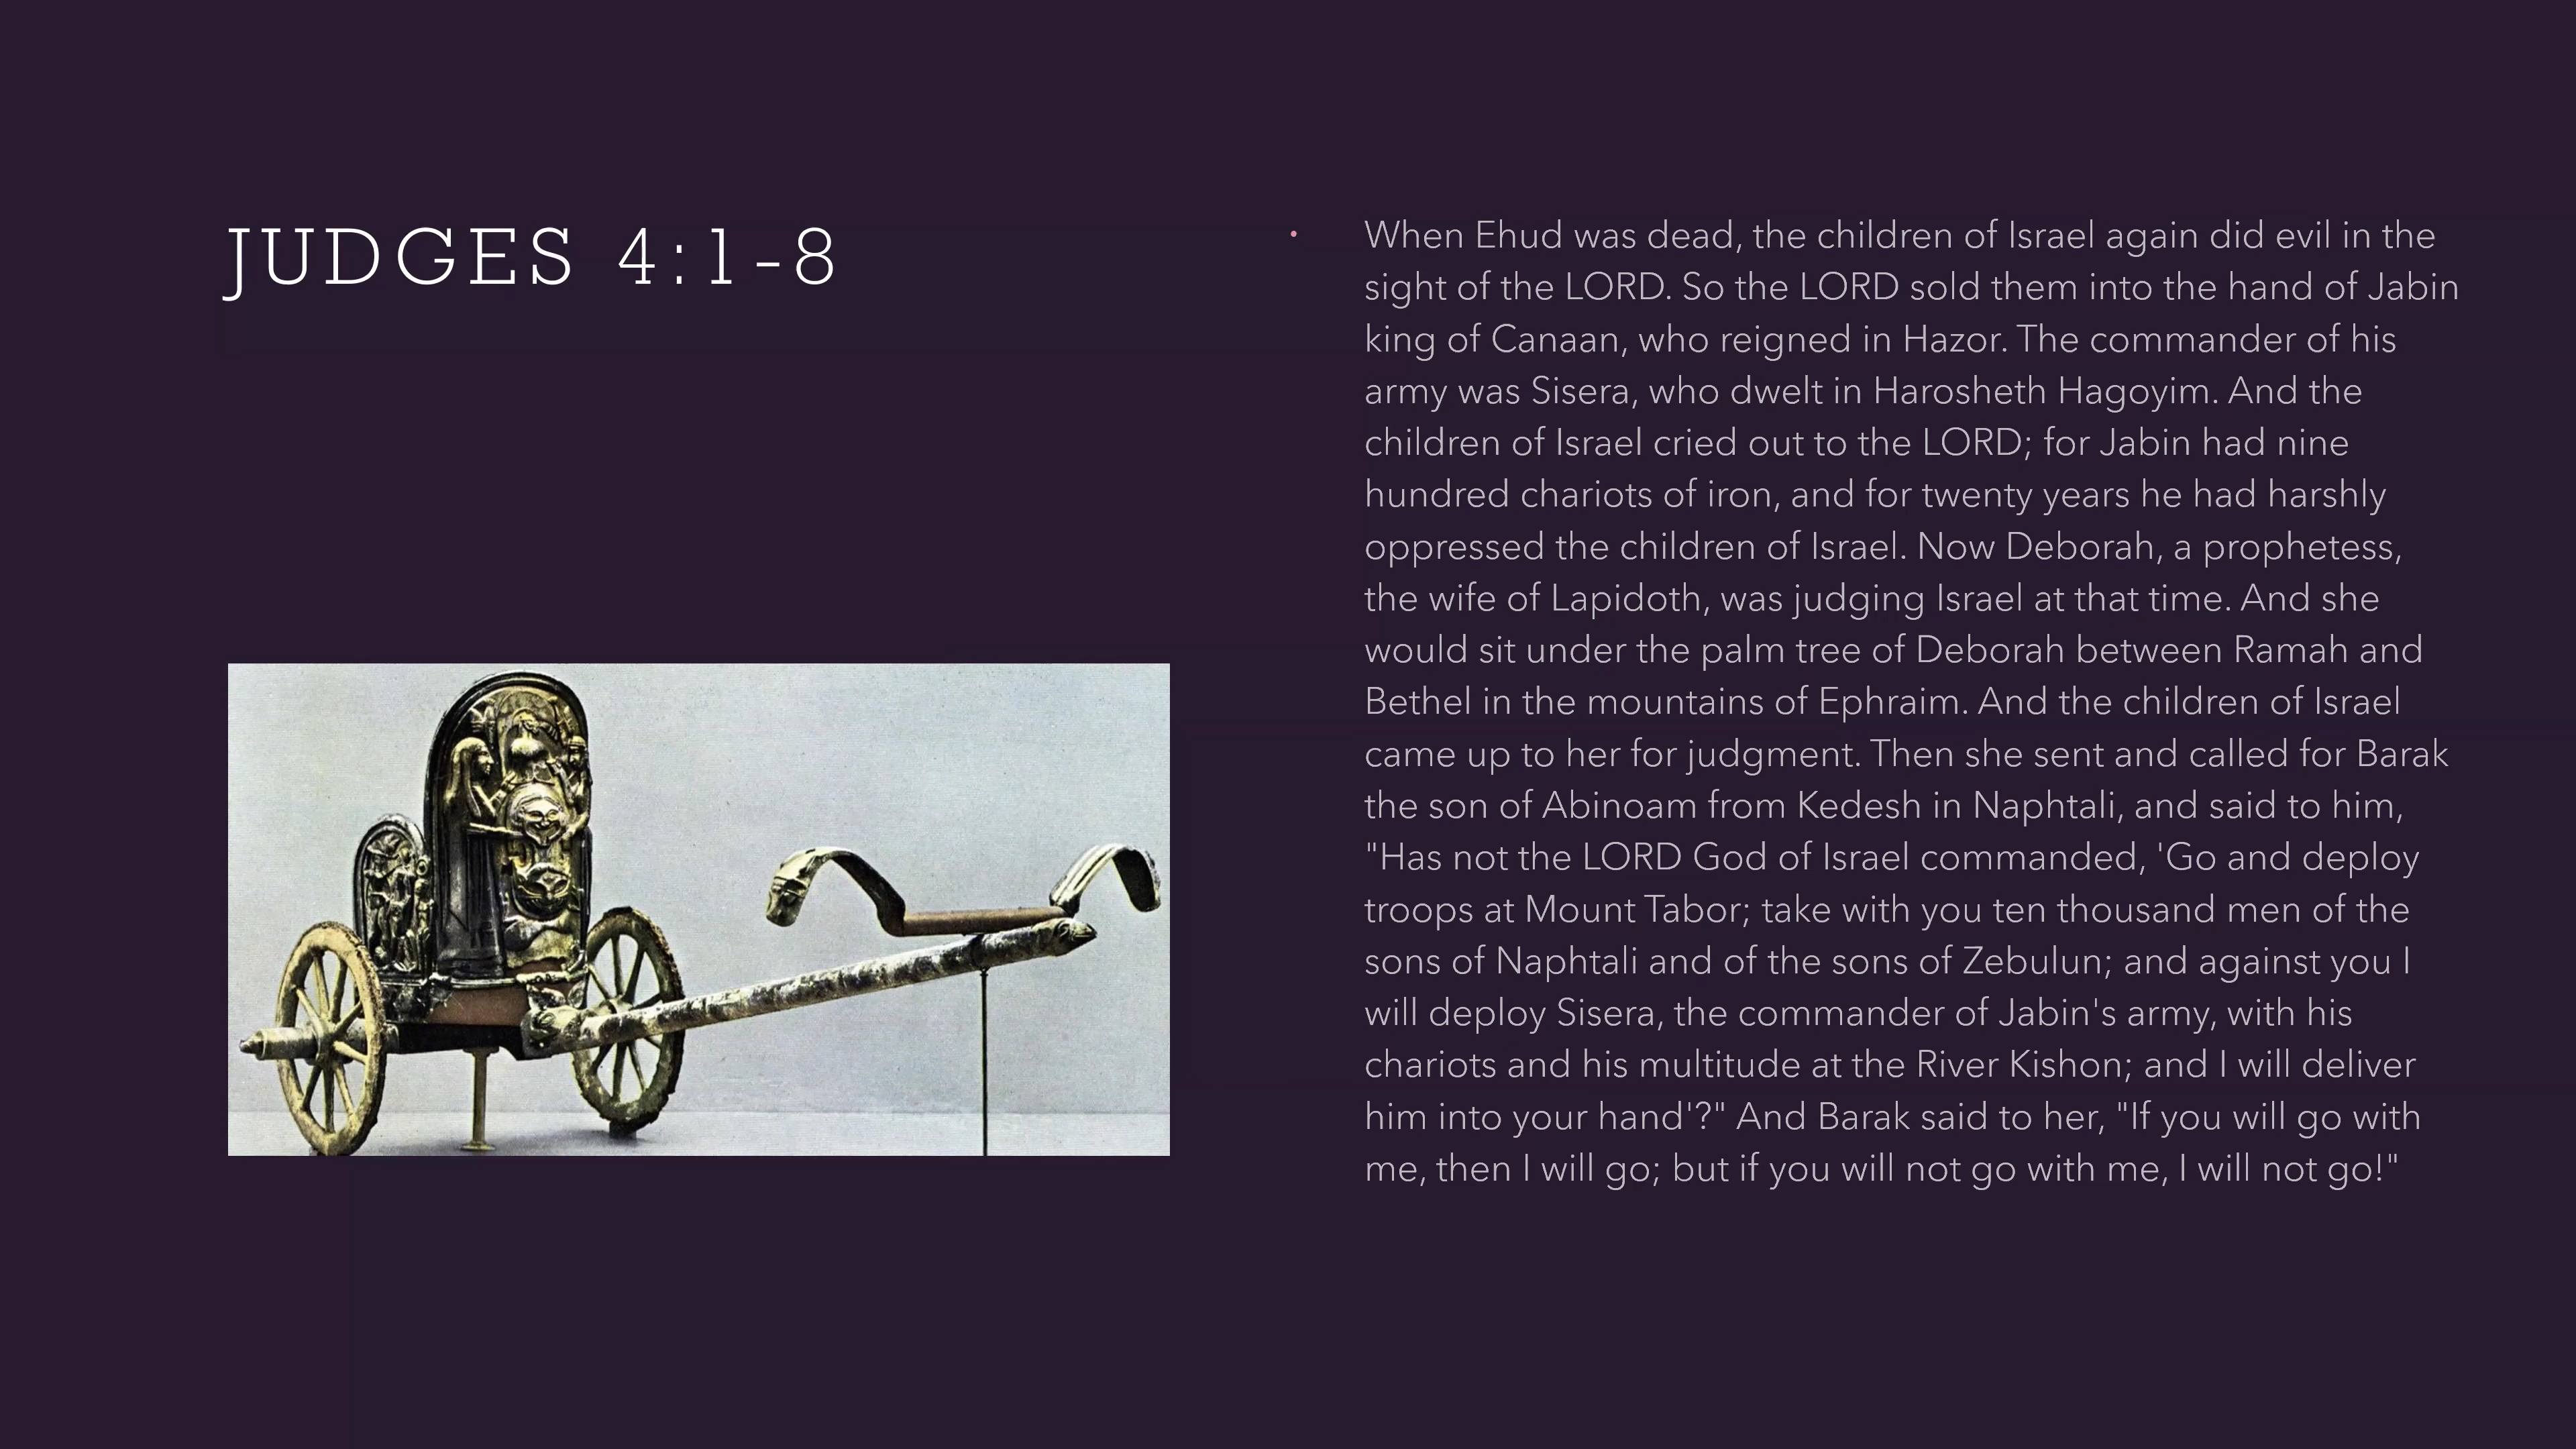 JUDGES 4:1-8
• When Ehud was dead, the children of Israel again did evil in the
sight of the LORD. So the LORD sold them into the hand of Jabin
king of Canaan, who reigned in Hazor. The commander of his
army was Sisera, who dwelt in Harosheth Hagoyim. And the
children of Israel cried out to the LORD; for Jabin had nine
hundred chariots of iron, and for twenty years he had harshly
oppressed the children of Israel. Now Deborah, a prophetess,
the wife of Lapidoth, was judging Israel at that time. And she
would sit under the palm tree of Deborah between Ramah and
Bethel in the mountains of Ephraim. And the children of Israel
came up to her for judgment. Then she sent and called for Barak
the son of Abinoam from Kedesh in Naphtali, and said to him,
"Has not the LORD God of Israel commanded, 'Go and deploy
troops at Mount Tabor; take with you ten thousand men of the
sons of Naphtali and of the sons of Zebulun; and against you I
will deploy Sisera, the commander of Jabin's army, with his
chariots and his multitude at the River Kishon; and I will deliver
him into your hand'?" And Barak said to her, "If you will go with
me, then I will go; but if you will not go with me, I will not go!"